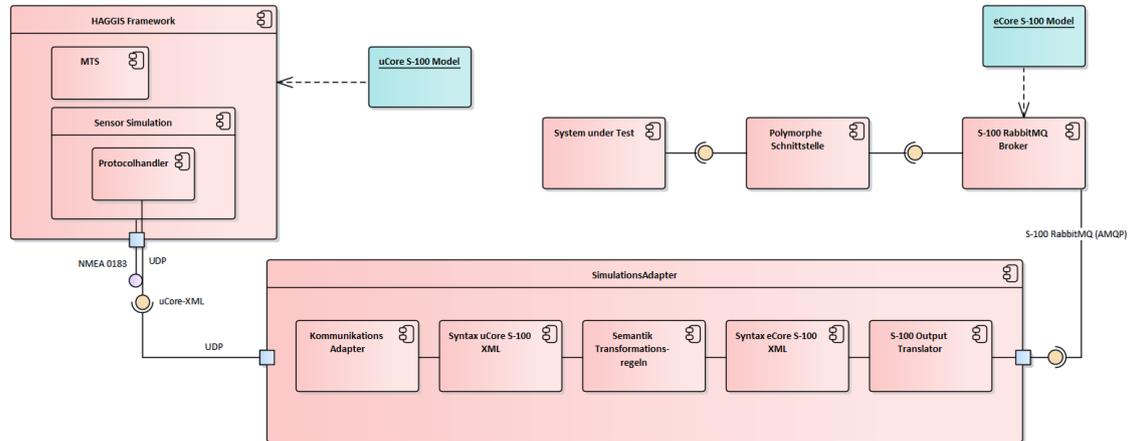 HAGGIS Framework
MTS
Sensor Simulation
Protocolhandler
uCore S-100 Model
eCore S-100 Model
System under Test
Polymorphe
Schnittstelle
S-100 RabbitMQ
Broker
S-100 RabbitMQ (AMQP)
NMEA 0183
UDP
uCore-XML
UDP
SimulationsAdapter
Kommunikations
Adapter
Syntax uCore S-100
XML
Semantik
Transformations-
regeln
Syntax eCore S-100
XML
S-100 Output
Translator